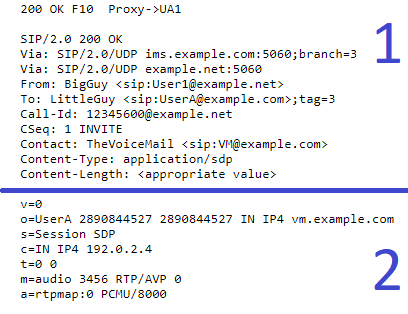 200 OK F10  Proxy->UA1
1
SIP/2.0 200 OK
Via: SIP/2.0/UDP ims.example.com:5060;branch=3
Via: SIP/2.0/UDP example.net:5060
From: BigGuy <sip:User1@example.net>
To: LittleGuy <sip:UserA@example.com>;tag=3
Call-Id: 12345600@example.net
CSeq: 1 INVITE
Contact: TheVoiceMail <sip:VM@example.com>
Content-Type: application/sdp
Content-Length: <appropriate value>
v=0
o=UserA 2890844527 2890844527 IN IP4 vm.example.com
s=Session SDP
c=IN IP4 192.0.2.4
t=0 0
2
m=audio 3456 RTP/AVP 0
a=rtpmap:0 PCMU/8000